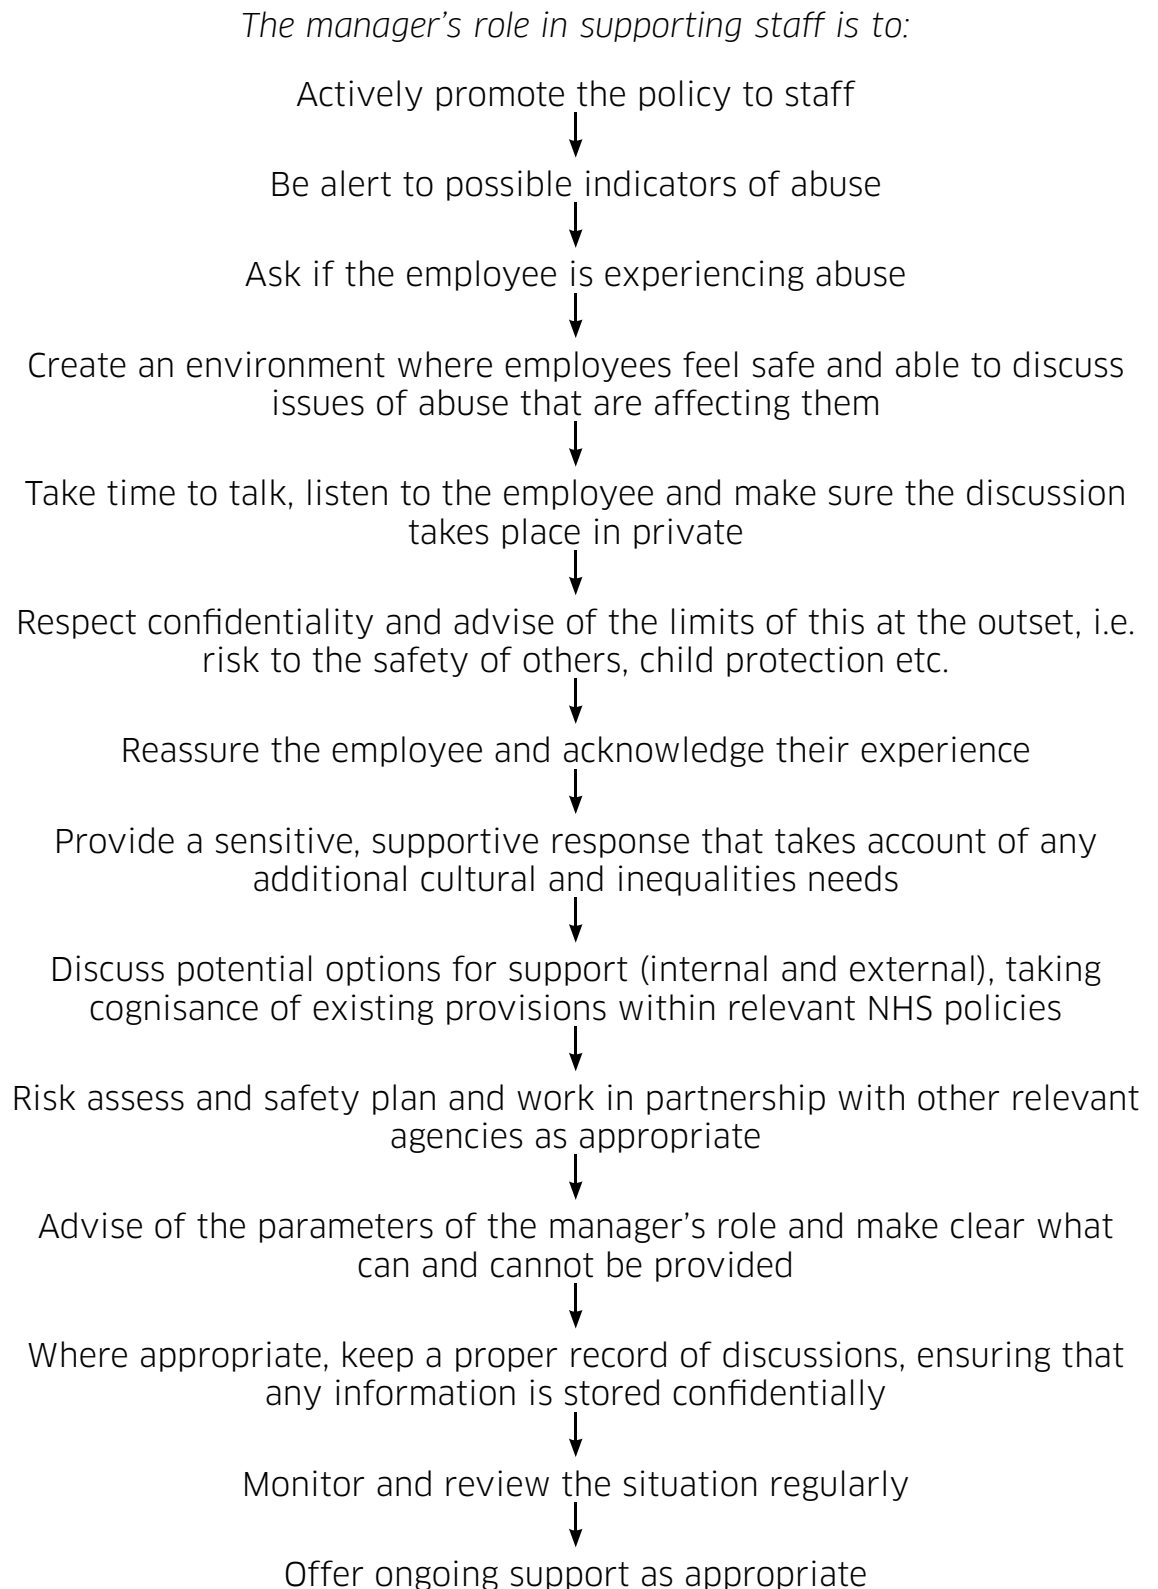 The manager’s role in supporting staff is to:
Actively promote the policy to staff
Be alert to possible indicators of abuse
Ask if the employee is experiencing abuse
Create an environment where employees feel safe and able to discuss
issues of abuse that are affecting them
Take time to talk, listen to the employee and make sure the discussion
takes place in private
Respect confidentiality and advise of the limits of this at the outset, i.e.
risk to the safety of others, child protection etc.
Reassure the employee and acknowledge their experience
Provide a sensitive, supportive response that takes account of any
additional cultural and inequalities needs
Discuss potential options for support (internal and external), taking
cognisance of existing provisions within relevant NHS policies
Risk assess and safety plan and work in partnership with other relevant
agencies as appropriate
Advise of the parameters of the manager’s role and make clear what
can and cannot be provided
Where appropriate, keep a proper record of discussions, ensuring that
any information is stored confidentially
Monitor and review the situation regularly
Offer ongoing support as appropriate